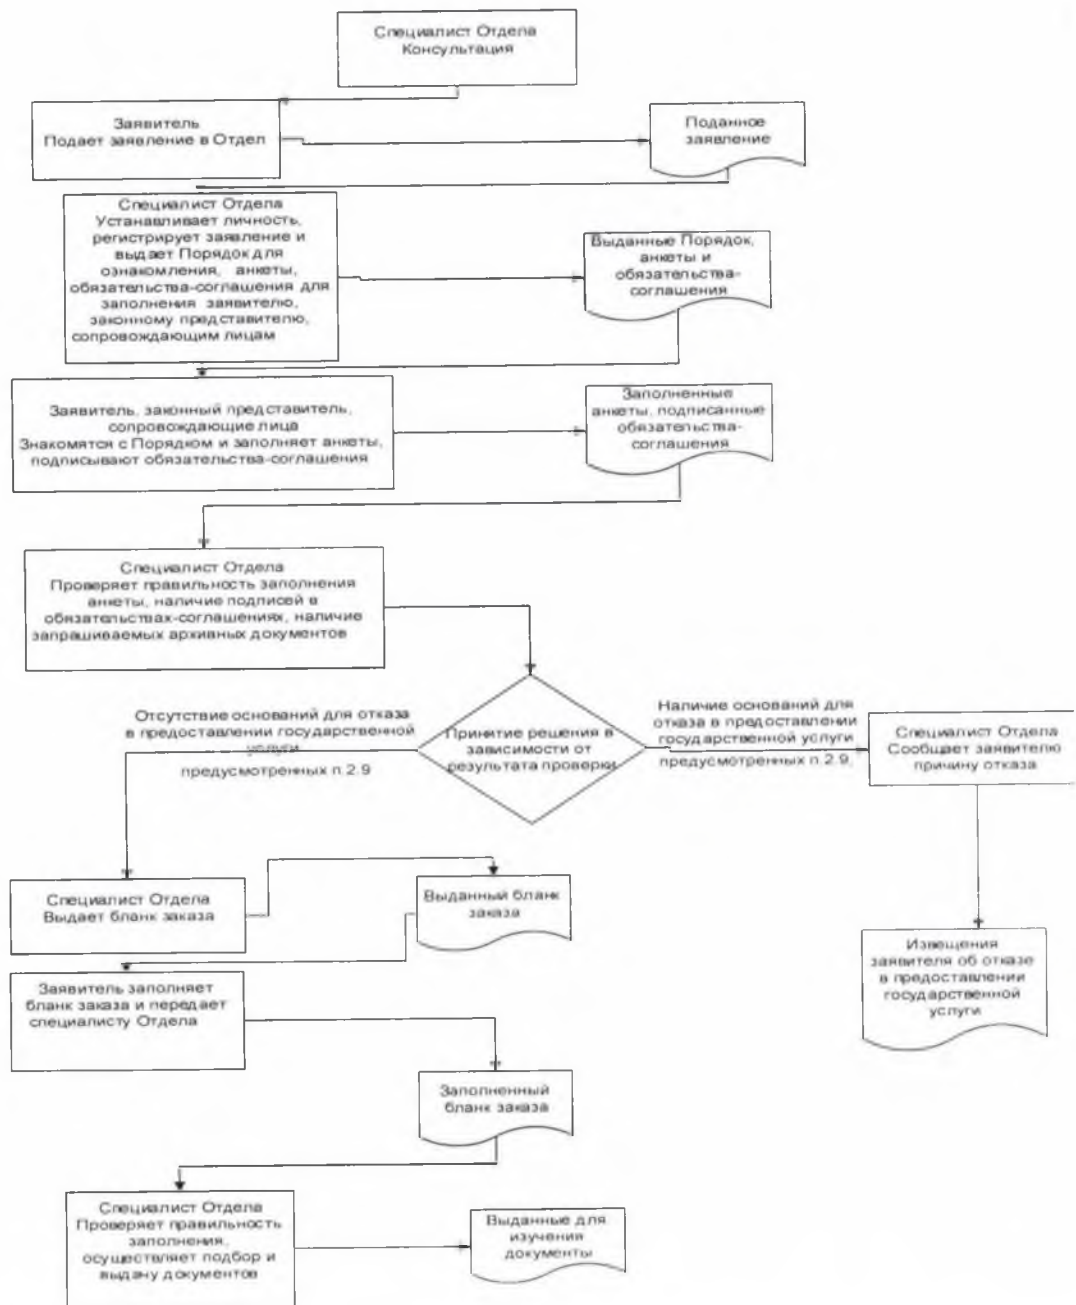 Специалист Отдела
Консультация
Заявитель
Подает заявление в Отдел
Поданное
заявление
Специалист Отдела
Устанавливает личность,
регистрирует заявление и
выдает Порядок для
ознакомления, анкеты,
обязательства-соглашения для
заполнения заявителю,
законному представителю,
сопровождающим лицам
Выданные Порядок,
анкеты и
обязательства-
соглашения
Заявитель, законный представитель,
сопровождающие лица
Знакомятся с Порядком и заполняет анкеты,
подписывают обязательства-соглашения
Заполненные
анкеты, подписанные
обязательства-
соглашения
Специалист Отдела
Проверяет правильность заполнения
анкеты, наличие подписей в
обязательствах-соглашениях, наличие
запрашиваемых архивных документов
Отсутствие оснований для отказа
в предоставлении государственной
услуги
предусмотренных п.2.9
Принятие решения в
зависимости от
результата проверки
Наличие оснований для
отказа в предоставлении
государственной услуги
предусмотренных п.2.9.
Специалист Отдела
Сообщает заявителю
причину отказа
Специалист Отдела
Выдает бланк заказа
Выданный бланк
заказа
Извещения
заявителя об отказе
в предоставлении
государственной
услуги
Заявитель заполняет
бланк заказа и передает
специалисту Отдела
Заполненный
бланк заказа
Специалист Отдела
Проверяет правильность
заполнения,
осуществляет подбор и
выдачу документов
Выданные для
изучения
документы